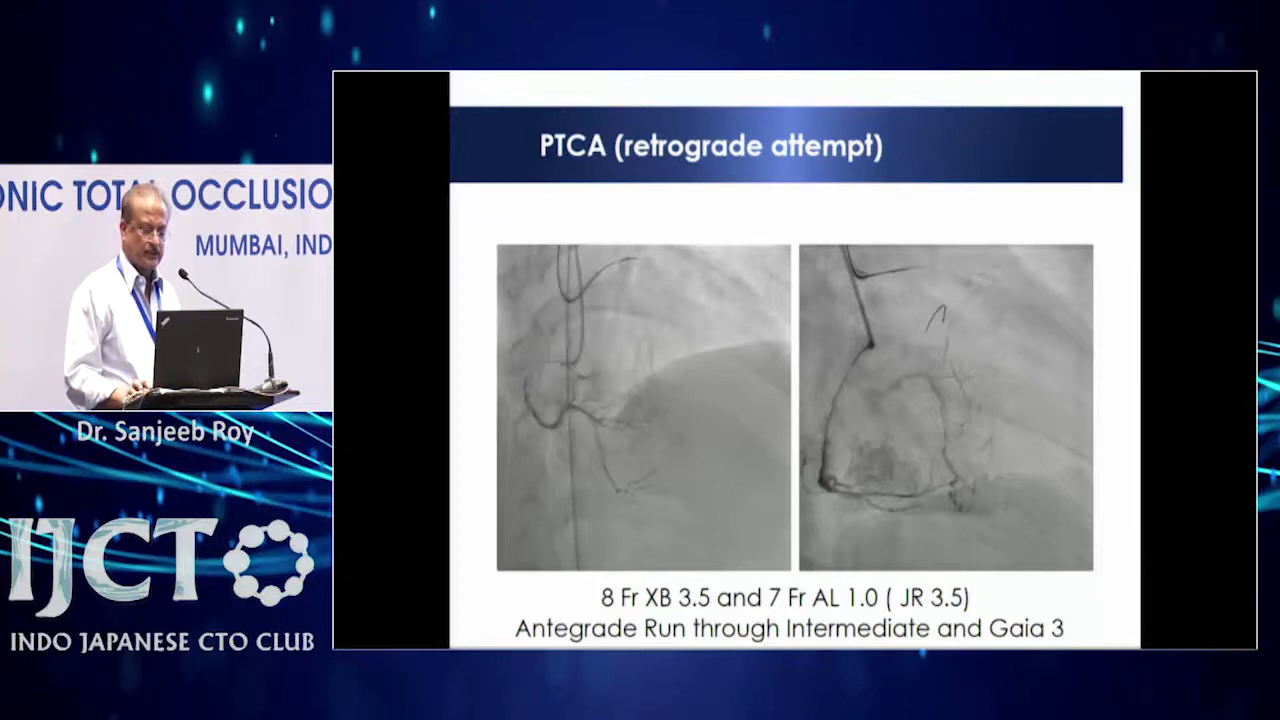 ONIC TOTAL OCCLUSIO
MUMBAI, IND
Dr. Sanjeeb Roy
IJCT
INDO JAPANESE CTO CLUB
PTCA (retrograde attempt)
8 Fr XB 3.5 and 7 Fr AL 1.0 ( JR 3.5)
Antegrade Run through Intermediate and Gaia 3